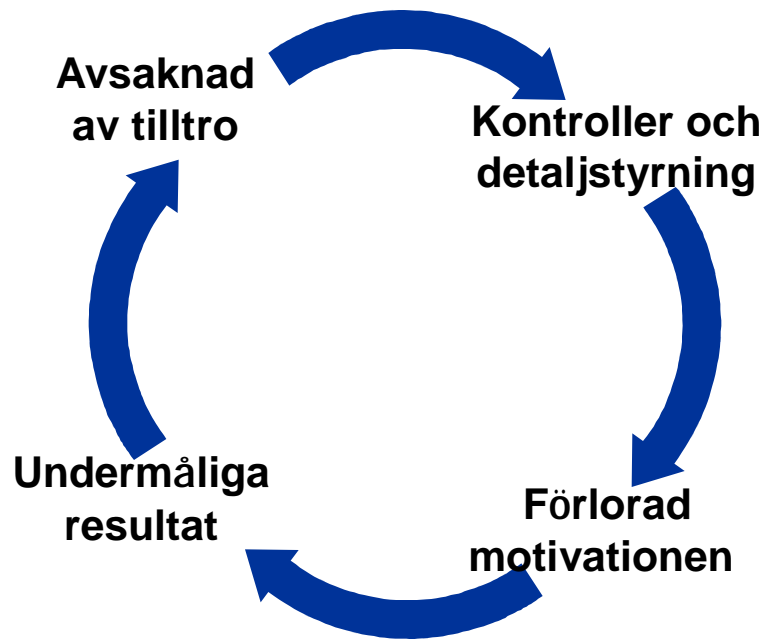 Avsaknad
av tilltro
Kontroller och
detaljstyrning
Förlorad
motivationen
Undermåliga
resultat